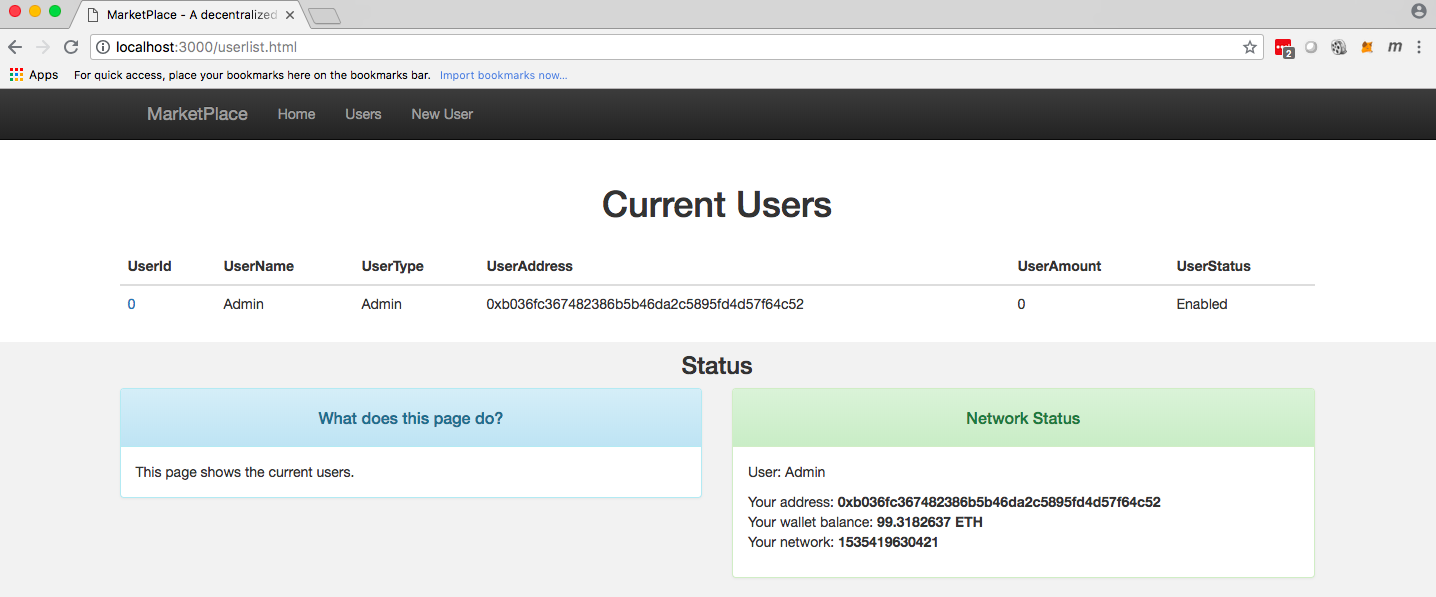 MarketPlace - A decentralized
localhost:3000/userlist.html
2
m
Apps For quick access, place your bookmarks here on the bookmarks bar. Import bookmarks now...
MarketPlace Home Users New User
Current Users
UserId UserName UserType UserAddress UserAmount UserStatus
0 Admin Admin 0xb036fc367482386b5b46da2c5895fd4d57f64c52 0 Enabled
Status
What does this page do?
This page shows the current users.
Network Status
User: Admin
Your address: 0xb036fc367482386b5b46da2c5895fd4d57f64c52
Your wallet balance: 99.3182637 ETH
Your network: 1535419630421